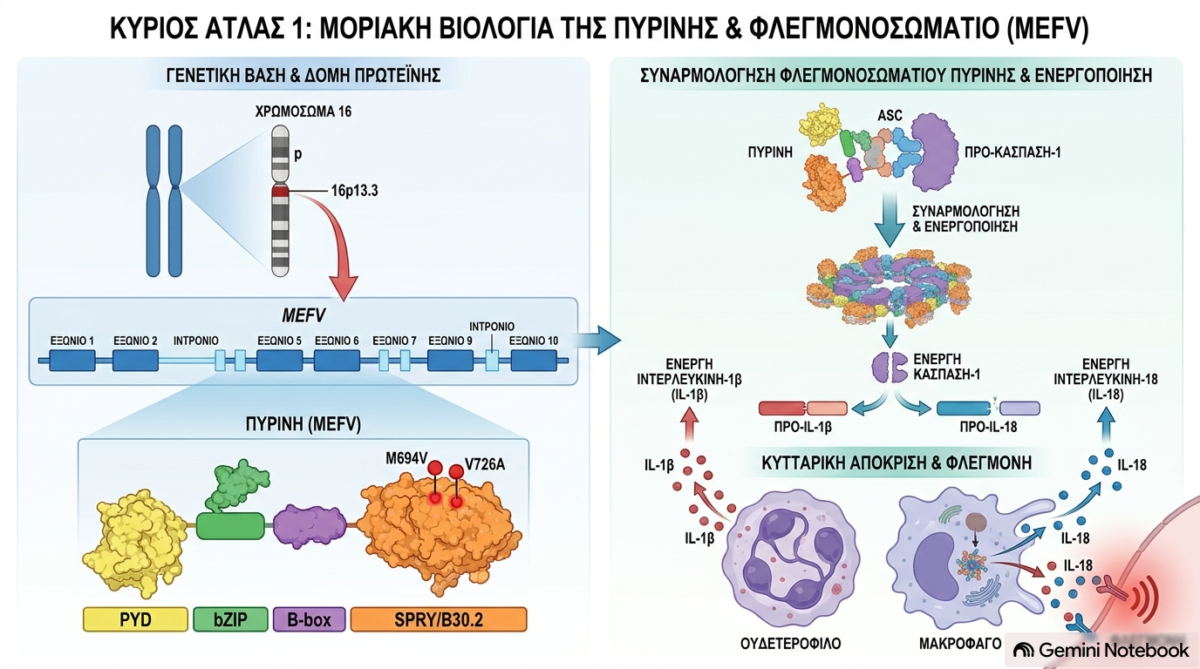 ΚΥΡΙΟΣ ΑΤΛΑΣ 1: ΜΟΡΙΑΚΗ ΒΙΟΛΟΓΙΑ ΤΗΣ ΠΥΡΙΝΗΣ & ΦΛΕΓΜΟΝΟΣΩΜΑΤΙΟ (MEFV)
ΓΕΝΕΤΙΚΗ ΒΑΣΗ & ΔΟΜΗ ΠΡΩΤΕΪΝΗΣ
ΧΡΩΜΟΣΩΜΑ 16
p
16p13.3
MEFV
ΕΞΩΝΙΟ 1
ΕΞΩΝΙΟ 2
ΙΝΤΡΟΝΙΟ
ΕΞΩΝΙΟ 5
ΕΞΩΝΙΟ 6
ΕΞΩΝΙΟ 7
ΕΞΩΝΙΟ 9
ΙΝΤΡΟΝΙΟ
ΕΞΩΝΙΟ 10
ΠΥΡΙΝΗ (MEFV)
M694V
V726A
PYD
bZIP
B-box
SPRY/B30.2
ΣΥΝΑΡΜΟΛΟΓΗΣΗ ΦΛΕΓΜΟΝΟΣΩΜΑΤΙΟΥ ΠΥΡΙΝΗΣ & ΕΝΕΡΓΟΠΟΙΗΣΗ
ASC
ΠΥΡΙΝΗ
ΠΡΟ-ΚΑΣΠΑΣΗ-1
ΣΥΝΑΡΜΟΛΟΓΗΣΗ
& ΕΝΕΡΓΟΠΟΙΗΣΗ
ΕΝΕΡΓΗ
ΙΝΤΕΡΛΕΥΚΙΝΗ-1β
(IL-1β)
ΕΝΕΡΓΗ
ΚΑΣΠΑΣΗ-1
ΕΝΕΡΓΗ
ΙΝΤΕΡΛΕΥΚΙΝΗ-18
(IL-18)
ΠΡΟ-IL-1β
ΠΡΟ-IL-18
ΚΥΤΤΑΡΙΚΗ ΑΠΟΚΡΙΣΗ & ΦΛΕΓΜΟΝΗ
IL-1β
IL-1β
IL-18
IL-18
IL-18
ΟΥΔΕΤΕΡΟΦΙΛΟ
ΜΑΚΡΟΦΑΓΟ
Gemini Notebook